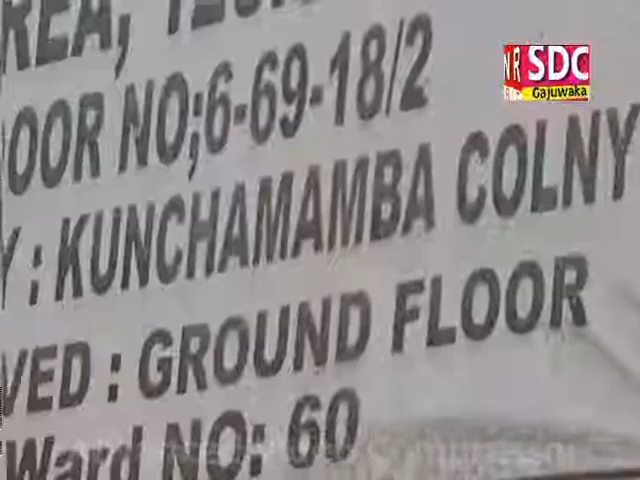 REA,
OOR NO;6-69-18/2
Y : KUNCHAMAMBA COLNY
VED : GROUND FLOOR
Ward NO: 60
SDC
Gajuwaka